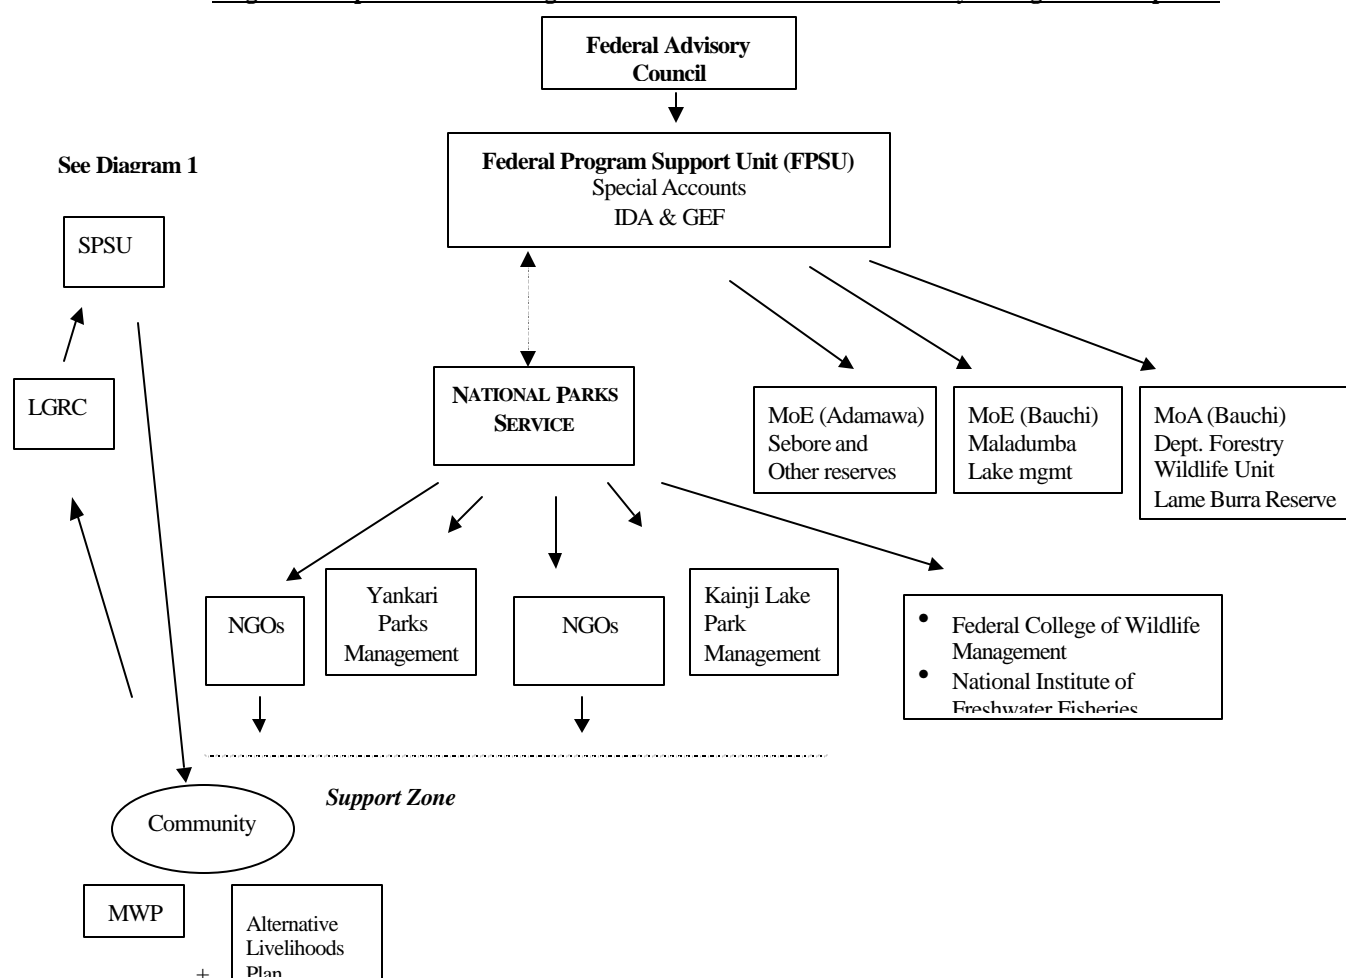 Federal Advisory
Council
See Diagram 1
Federal Program Support Unit (FPSU)
Special Accounts
IDA & GEF
SPSU
LGRC
NATIONAL PARKS
SERVICE
MoE (Adamawa)
Sebore and
Other reserves
MoE (Bauchi)
Maladumba
Lake mgmt
MoA (Bauchi)
Dept. Forestry
Wildlife Unit
Lame Burra Reserve
NGOs
Yankari
Parks
Management
NGOs
Kainji Lake
Park
Management
• Federal College of Wildlife
Management
• National Institute of
Freshwater Fisheries
Support Zone
Community
MWP
+
Alternative
Livelihoods
Plan